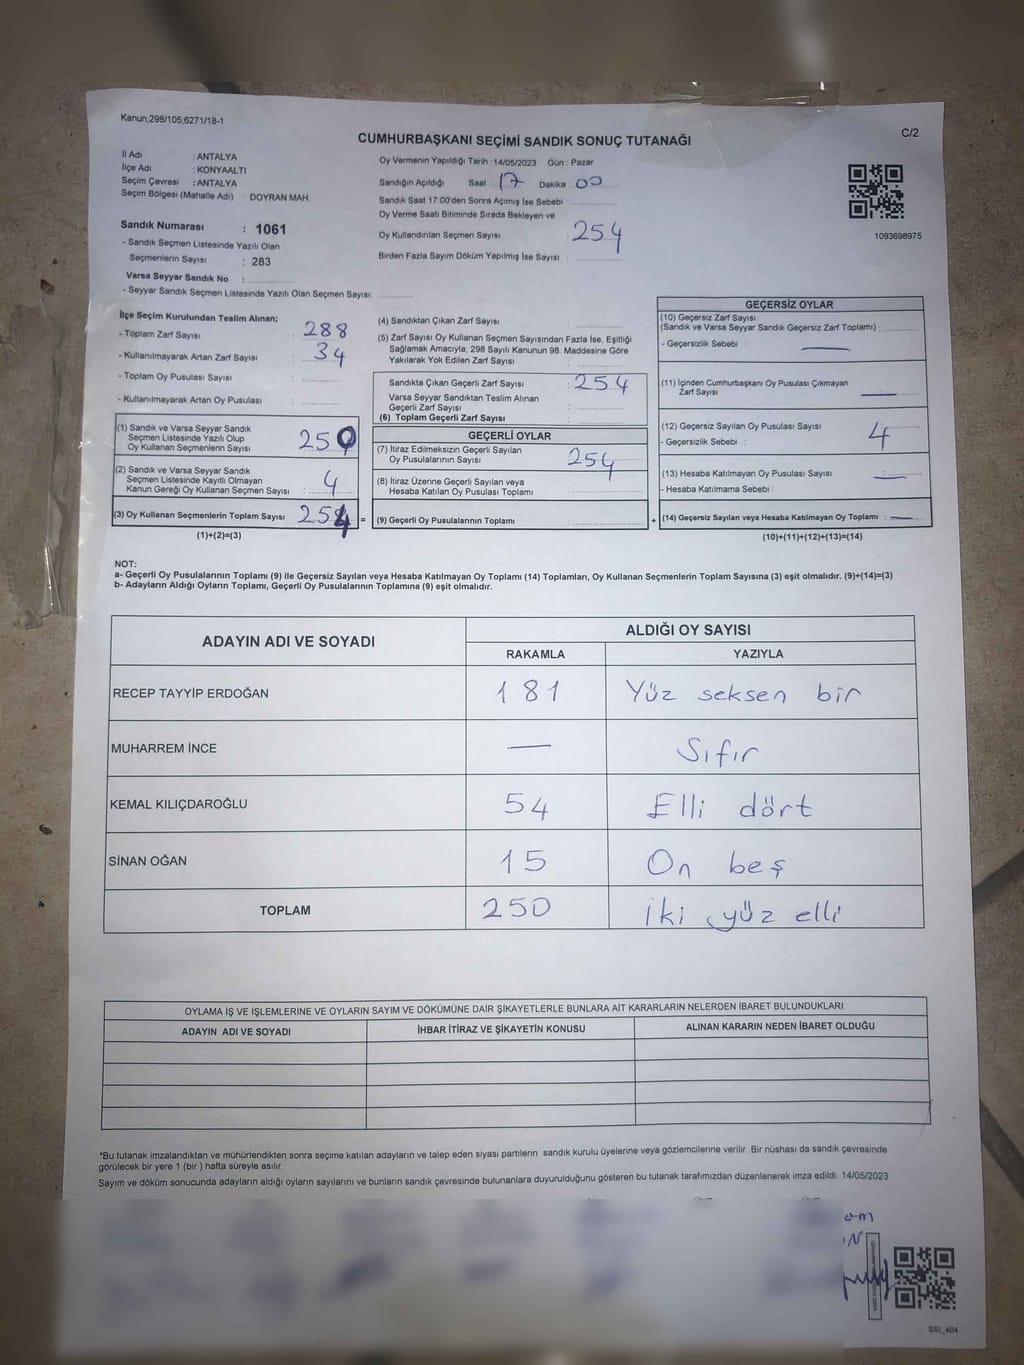 Kanun;298/105,6271/18-1
C/2
CUMHURBAŞKANI SEÇİMİ SANDIK SONUÇ TUTANAĞI
İl Adı : ANTALYA
İlçe Adı : KONYAALTI
Seçim Çevresi : ANTALYA
Seçim Bölgesi (Mahalle Adı) : DOYRAN MAH.
Sandık Numarası : 1061
- Sandık Seçmen Listesinde Yazılı Olan
Seçmenlerin Sayısı : 283
Varsa Seyyar Sandık No :
- Seyyar Sandık Seçmen Listesinde Yazılı Olan Seçmen Sayısı:
Oy Vermenin Yapıldığı Tarih :14/05/2023 Gün : Pazar
Sandığın Açıldığı Saat 17 Dakika : 00
Sandık Saat 17:00'den Sonra Açımış İse Sebebi :
Oy Verme Saati Bitiminde Sırada Bekleyen ve
Oy Kullandırılan Seçmen Sayısı : 254
Birden Fazla Sayım Döküm Yapılmış İse Sayısı :
1093698975
İlçe Seçim Kurulundan Teslim Alınan;
- Toplam Zarf Sayısı : 288
- Kullanılmayarak Artan Zarf Sayısı : 34
- Toplam Oy Pusulası Sayısı :
- Kullanılmayarak Artan Oy Pusulası :
(1) Sandık ve Varsa Seyyar Sandık
Seçmen Listesinde Yazılı Olup
Oy Kullanan Seçmenlerin Sayısı 250
(2) Sandık ve Varsa Seyyar Sandık
Seçmen Listesinde Kayıtlı Olmayan
Kanun Gereği Oy Kullanan Seçmen Sayısı : 4
(3) Oy Kullanan Seçmenlerin Toplam Sayısı : 254 =
(1)+(2)=(3)
(4) Sandıktan Çıkan Zarf Sayısı :
(5) Zarf Sayısı Oy Kullanan Seçmen Sayısından Fazla İse, Eşitliği
Sağlamak Amacıyla, 298 Sayılı Kanunun 98. Maddesine Göre
Yakılarak Yok Edilen Zarf Sayısı :
Sandıkta Çıkan Geçerli Zarf Sayısı : 254
Varsa Seyyar Sandıktan Teslim Alınan
Geçerli Zarf Sayısı :
(6) Toplam Geçerli Zarf Sayısı :
GEÇERLİ OYLAR
(7) İtiraz Edilmeksizin Geçerli Sayılan
Oy Pusulalarının Sayısı : 254
(8) İtiraz Üzerine Geçerli Sayılan veya
Hesaba Katılan Oy Pusulası Toplamı :
(9) Geçerli Oy Pusulalarının Toplamı : +
GEÇERSİZ OYLAR
(10) Geçersiz Zarf Sayısı
(Sandık ve Varsa Seyyar Sandık Geçersiz Zarf Toplamı) :
- Geçersizlik Sebebi : —
(11) İçinden Cumhurbaşkanı Oy Pusulası Çıkmayan
Zarf Sayısı : —
(12) Geçersiz Sayılan Oy Pusulası Sayısı : 4
- Geçersizlik Sebebi :
(13) Hesaba Katılmayan Oy Pusulası Sayısı : —
- Hesaba Katılmama Sebebi :
(14) Geçersiz Sayılan veya Hesaba Katılmayan Oy Toplamı : —
(10)+(11)+(12)+(13)=(14)
NOT:
a- Geçerli Oy Pusulalarının Toplamı (9) ile Geçersiz Sayılan veya Hesaba Katılmayan Oy Toplamı (14) Toplamları, Oy Kullanan Seçmenlerin Toplam Sayısına (3) eşit olmalıdır. (9)+(14)=(3)
b- Adayların Aldığı Oyların Toplamı, Geçerli Oy Pusulalarının Toplamına (9) eşit olmalıdır.
ADAYIN ADI VE SOYADI ALDIĞI OY SAYISI
RAKAMLA YAZIYLA
RECEP TAYYİP ERDOĞAN 181 Yüz seksen bir
MUHARREM İNCE — Sıfır
KEMAL KILIÇDAROĞLU 54 Elli dört
SİNAN OĞAN 15 On beş
TOPLAM 250 İki yüz elli
OYLAMA İŞ VE İŞLEMLERİNE VE OYLARIN SAYIM VE DÖKÜMÜNE DAİR ŞİKAYETLERLE BUNLARA AİT KARARLARIN NELERDEN İBARET BULUNDUKLARI
ADAYIN ADI VE SOYADI İHBAR İTİRAZ VE ŞİKAYETİN KONUSU ALINAN KARARIN NEDEN İBARET OLDUĞU
*Bu tutanak imzalandıktan ve mühürlendikten sonra seçime katılan adayların ve talep eden siyasi partilerin sandık kurulu üyelerine veya gözlemcilerine verilir. Bir nüshası da sandık çevresinde
görülecek bir yere 1 (bir ) hafta süreyle asılır.
Sayım ve döküm sonucunda adayların aldığı oyların sayılarını ve bunların sandık çevresinde bulunanlara duyurulduğunu gösteren bu tutanak tarafımızdan düzenlenerek imza edildi. 14/05/2023
SSI_404